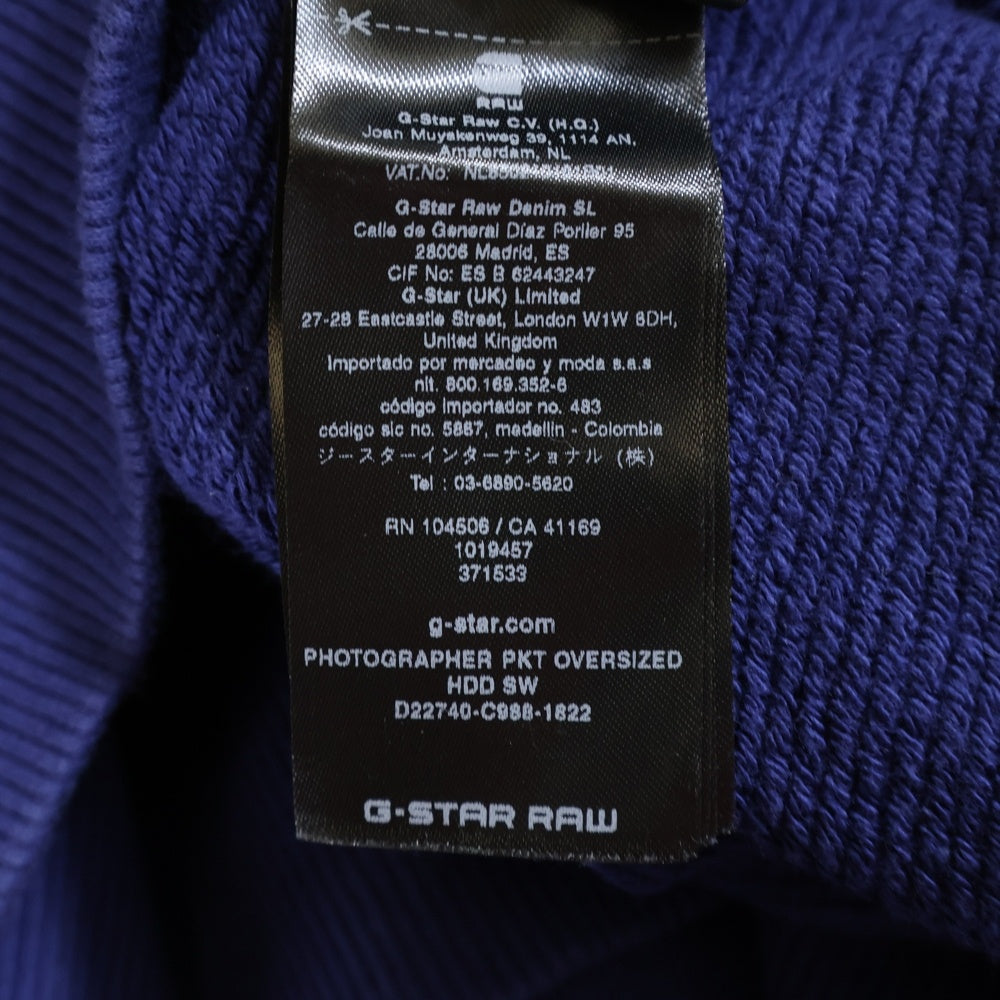 RAW
G-Star Raw C.V. (H.Q.)
Joan Muyskenweg 39, 1114 AN,
Amsterdam, NL
VAT.No:
G-Star Raw Denim SL
Calle de General Díaz Porlier 95
28006 Madrid, ES
CIF No: ES B 62443247
G-Star (UK) Limited
27-28 Eastcastle Street, London W1W 8DH,
United Kingdom
Importado por mercadeo y moda s.a.s
nit. 800.169.352-6
código importador no. 483
código sic no. 5887, medellin - Colombia
ジースターインターナショナル (株)
Tel : 03-6890-5620
RN 104506 / CA 41169
1019457
371533
g-star.com
PHOTOGRAPHER PKT OVERSIZED
HDD SW
D22740-C988-1822
G-STAR RAW